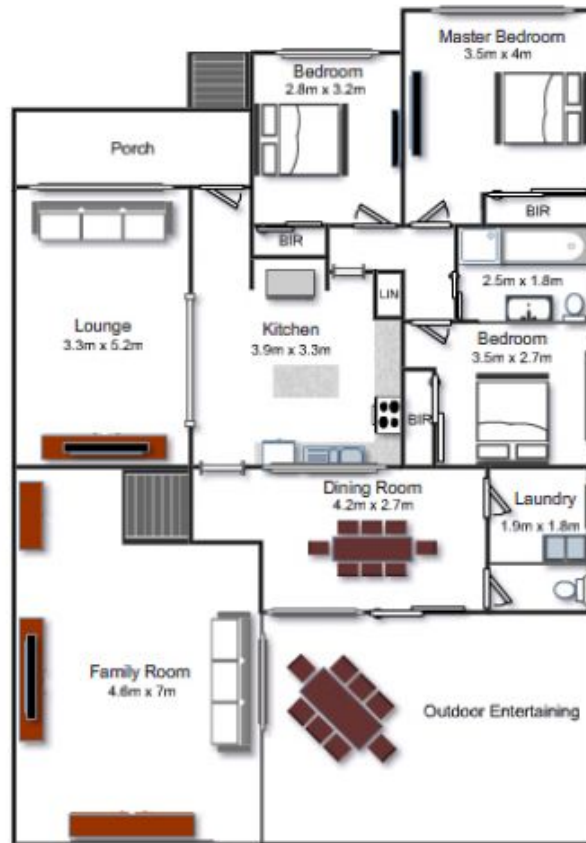 Master Bedroom
3.5m x 4m
Bedroom
2.8m x 3.2m
Porch
BIR
BIR
2.5m x 1.8m
LIN
Lounge
3.3m x 5.2m
Kitchen
3.9m x 3.3m
Bedroom
3.5m x 2.7m
BIR
Dining Room
4.2m x 2.7m
Laundry
1.9m x 1.8m
Family Room
4.6m x 7m
Outdoor Entertaining